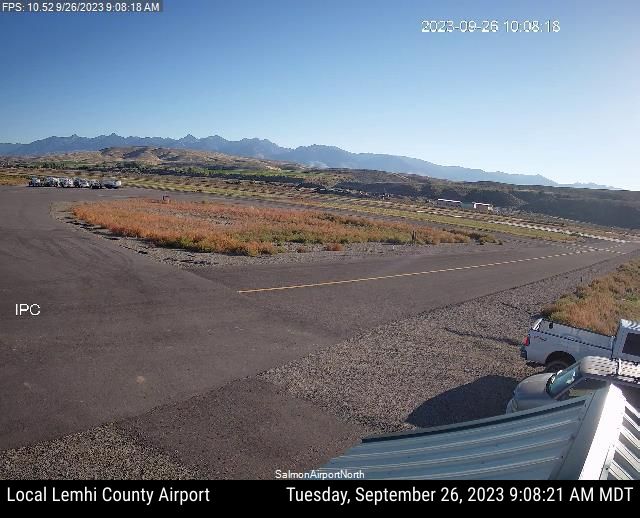 FPS: 10.52 9/26/2023 9:08:18 AM
2023-09-26 10:08:18
IPC
SalmonAirportNorth
Local Lemhi County Airport Tuesday, September 26, 2023 9:08:21 AM MDT